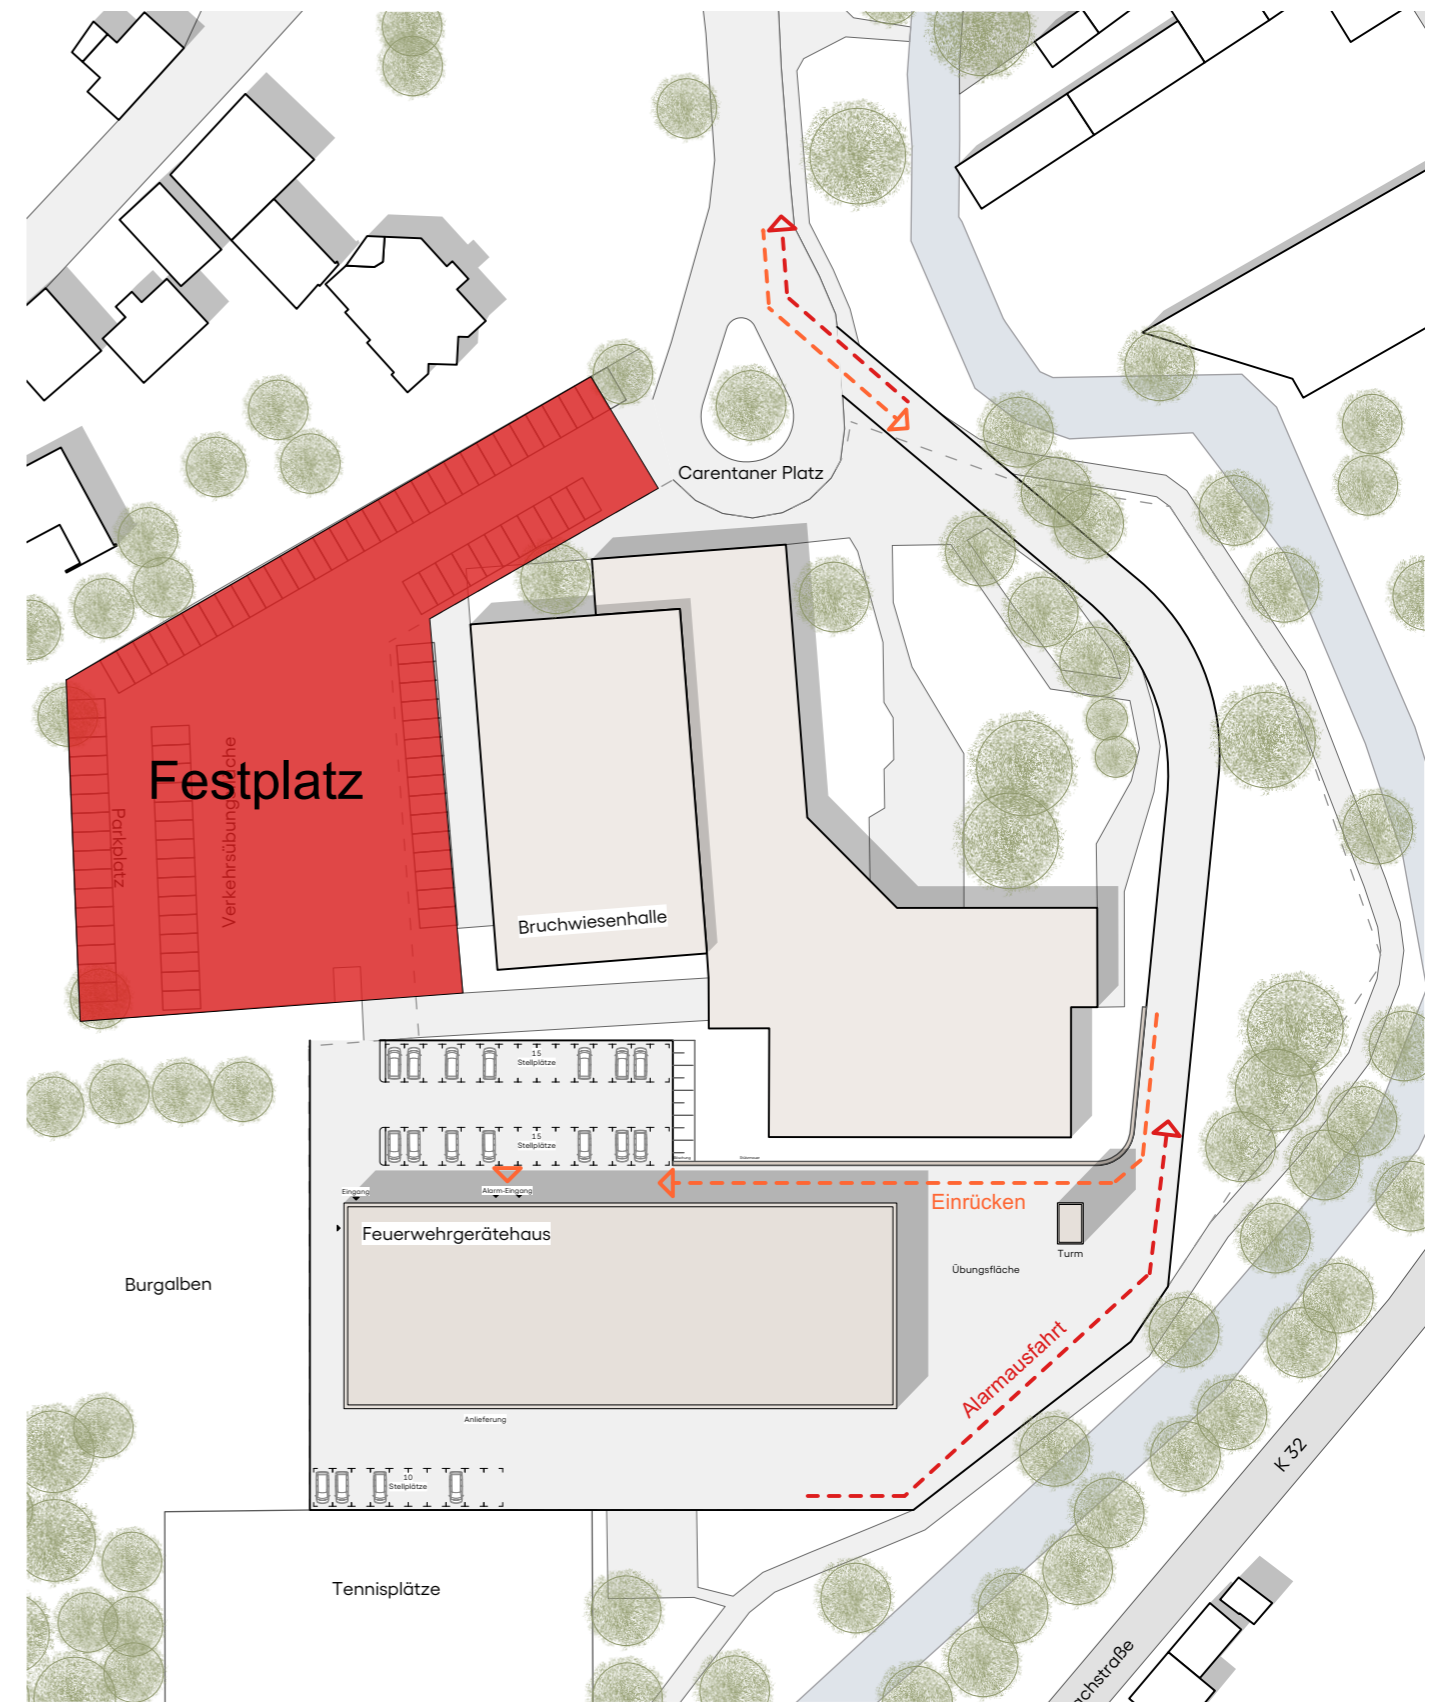 Carentaner Platz
Festplatz
Parkplatz
Verkehrsübungsfläche
Bruchwiesenhalle
15
Stellplätze
15
Stellplätze
Eingang
Alarm-Eingang
Einrücken
Feuerwehrgerätehaus
Turm
Übungsfläche
Burgalben
Alarmausfahrt
Anlieferung
10
Stellplätze
K 32
Tennisplätze
achstraße